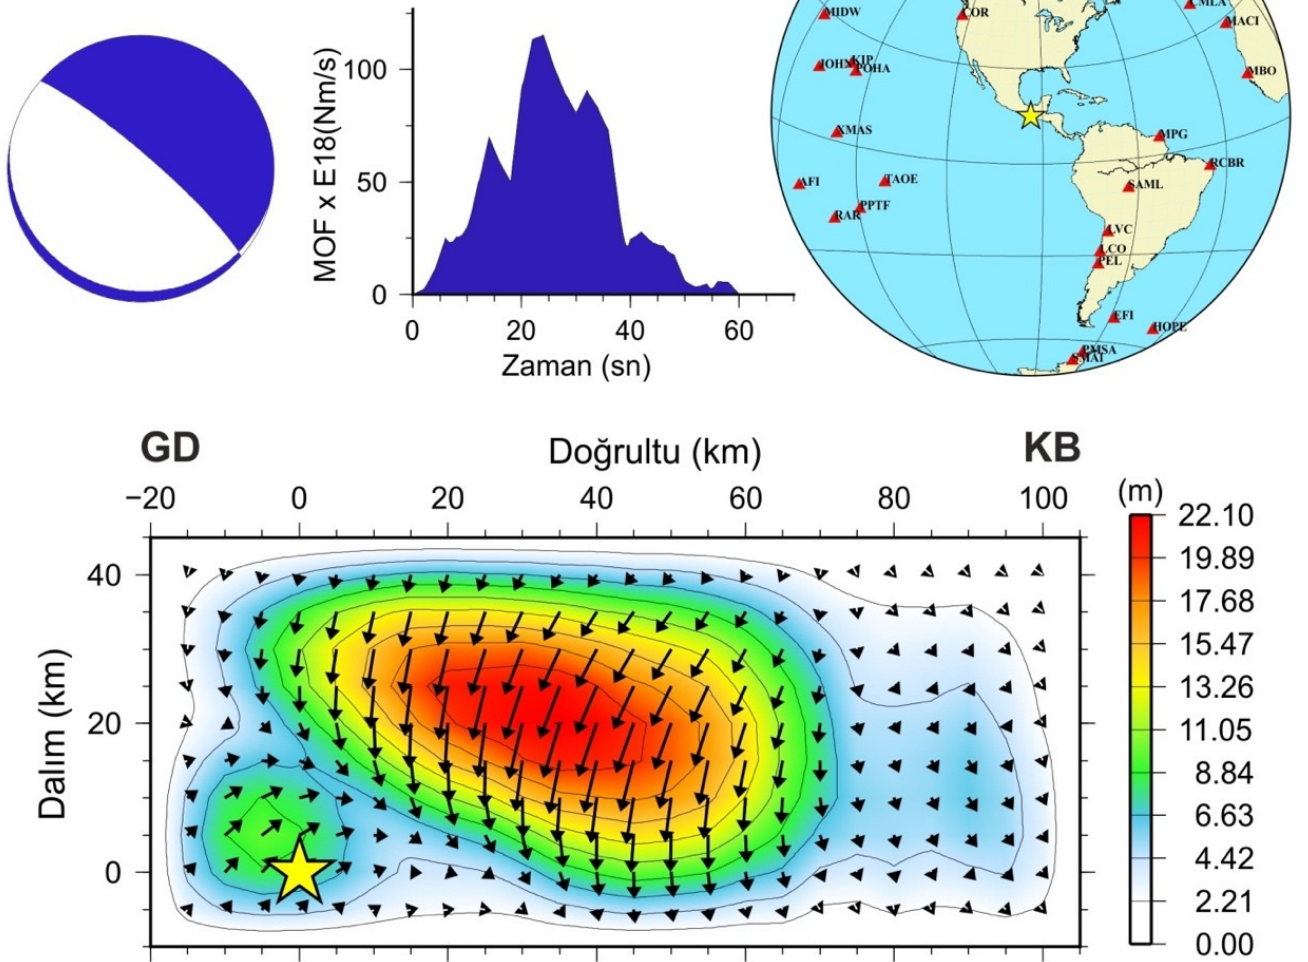 MOF x E18(Nm/s)
100
50
0
0 20 40 60
Zaman (sn)
MIDW
COR
CMLA
MACI
JOHN
KIP
POHA
MBO
XMAS
MPG
RCBR
AFI
TAOE
SAML
RAR
PPTF
LVC
LCO
PEL
EFI
HOPE
PMSA
SMAI
GD
Doğrultu (km)
KB
−20 0 20 40 60 80 100
(m)
Dalım (km)
40
20
0
22.10
19.89
17.68
15.47
13.26
11.05
8.84
6.63
4.42
2.21
0.00